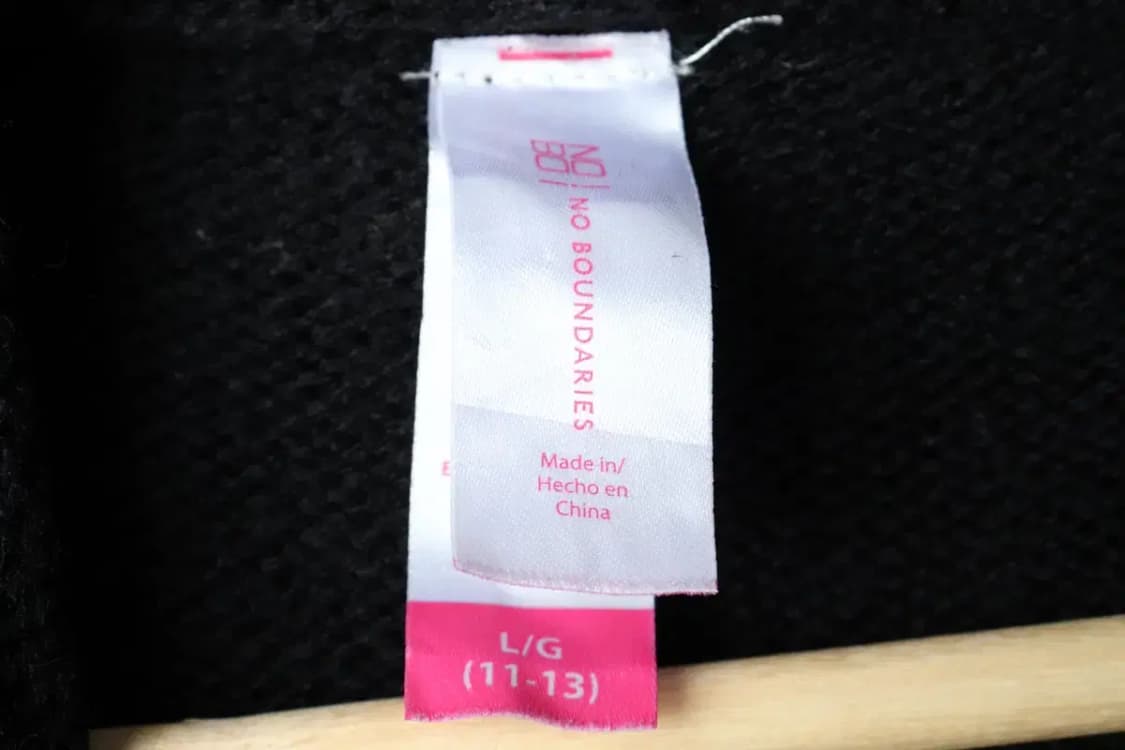 NO
BO
NO BOUNDARIES
Made in/
Hecho en
China
L/G
(11-13)